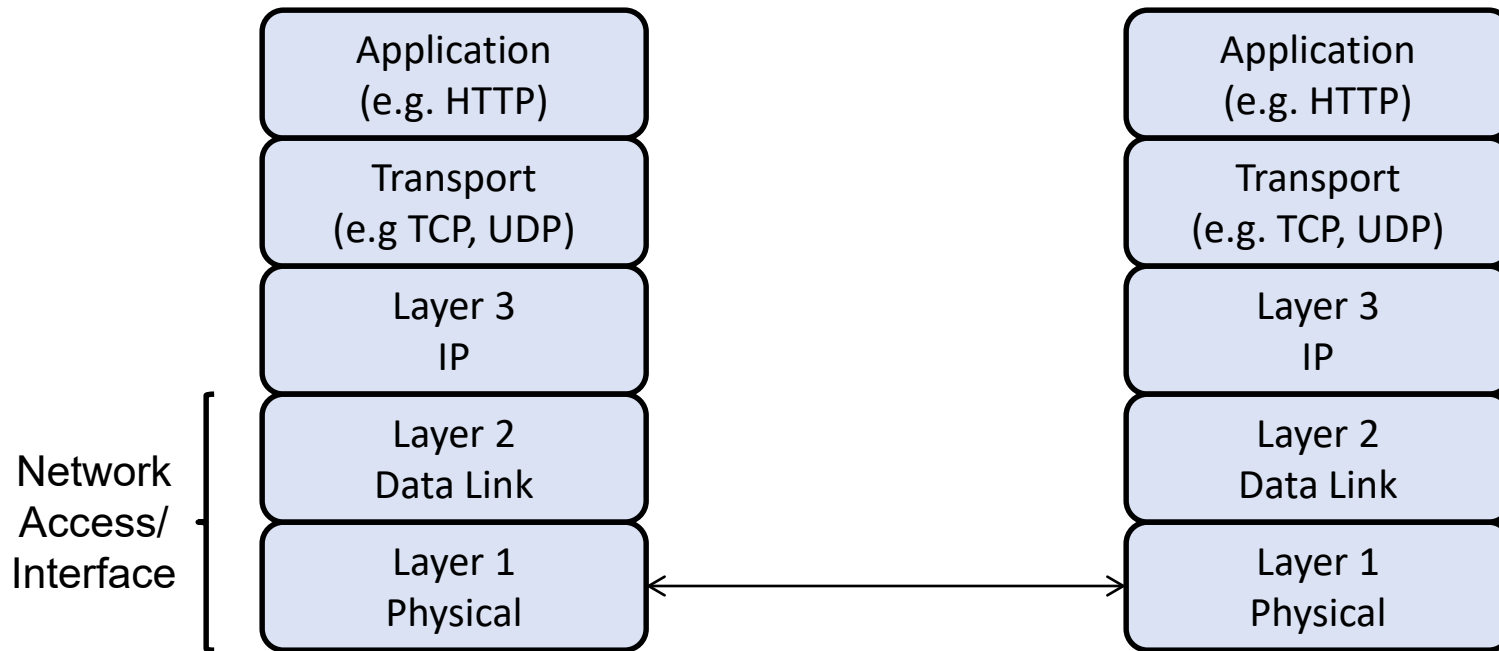 Application
(e.g. HTTP)
Transport
(e.g TCP, UDP)
Layer 3
IP
Layer 2
Data Link
Layer 1
Physical
Network
Access/
Interface
Application
(e.g. HTTP)
Transport
(e.g. TCP, UDP)
Layer 3
IP
Layer 2
Data Link
Layer 1
Physical